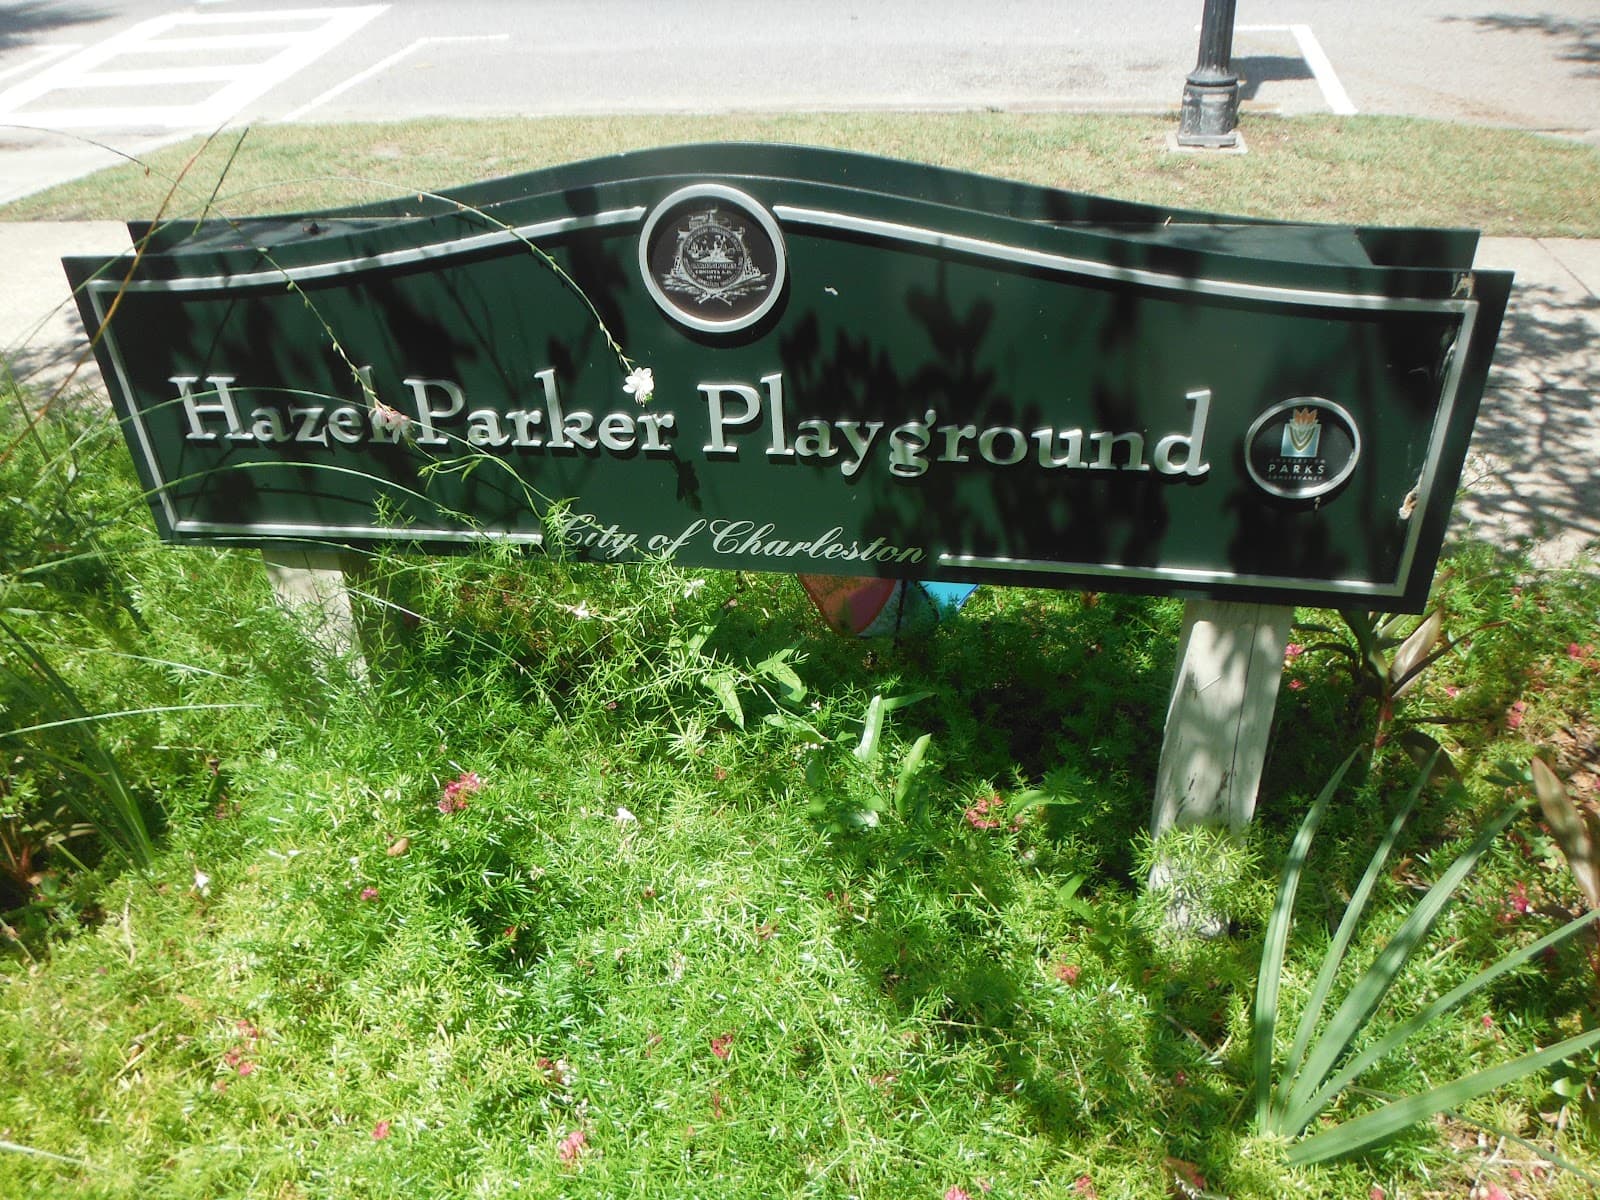 Hazel Parker Playground
PARKS
City of Charleston